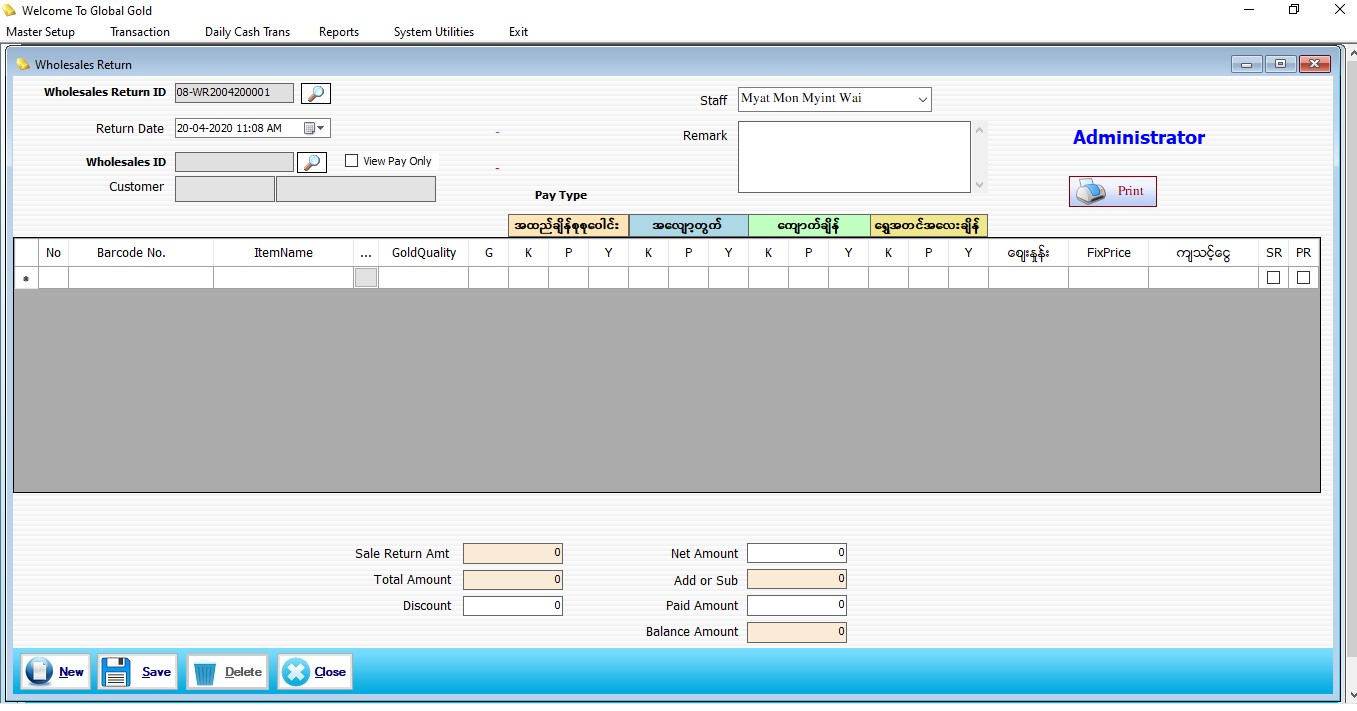 Welcome To Global Gold
Master Setup Transaction Daily Cash Trans Reports System Utilities Exit
Wholesales Return
Wholesales Return ID 08-WR2004200001
Staff Myat Mon Myint Wai
Return Date 20-04-2020 11:08 AM
Remark
-
Administrator
Wholesales ID
View Pay Only
-
Customer
Pay Type
Print
အထည်ချိန်စုစုပေါင်း အလျော့တွက် ကျောက်ချိန် ရွှေအတင်အလေးချိန်
No Barcode No. ItemName ... GoldQuality G K P Y K P Y K P Y K P Y ဈေးနှုန်း FixPrice ကျသင့်ငွေ SR PR
Sale Return Amt 0 Net Amount 0
Total Amount 0 Add or Sub 0
Discount 0 Paid Amount 0
Balance Amount 0
New Save Delete Close